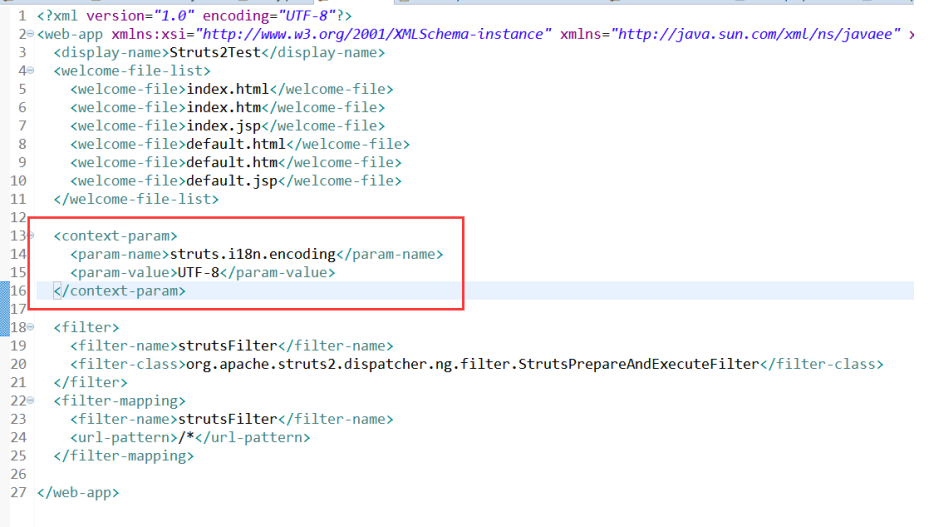 1 <?xml version="1.0" encoding="UTF-8"?>
2 <web-app xmlns:xsi="http://www.w3.org/2001/XMLSchema-instance" xmlns="http://java.sun.com/xml/ns/javaee" x
3 <display-name>Struts2Test</display-name>
4 <welcome-file-list>
5 <welcome-file>index.html</welcome-file>
6 <welcome-file>index.htm</welcome-file>
7 <welcome-file>index.jsp</welcome-file>
8 <welcome-file>default.html</welcome-file>
9 <welcome-file>default.htm</welcome-file>
10 <welcome-file>default.jsp</welcome-file>
11 </welcome-file-list>
12
13 <context-param>
14 <param-name>struts.i18n.encoding</param-name>
15 <param-value>UTF-8</param-value>
16 </context-param>
17
18 <filter>
19 <filter-name>strutsFilter</filter-name>
20 <filter-class>org.apache.struts2.dispatcher.ng.filter.StrutsPrepareAndExecuteFilter</filter-class>
21 </filter>
22 <filter-mapping>
23 <filter-name>strutsFilter</filter-name>
24 <url-pattern>/*</url-pattern>
25 </filter-mapping>
26
27 </web-app>